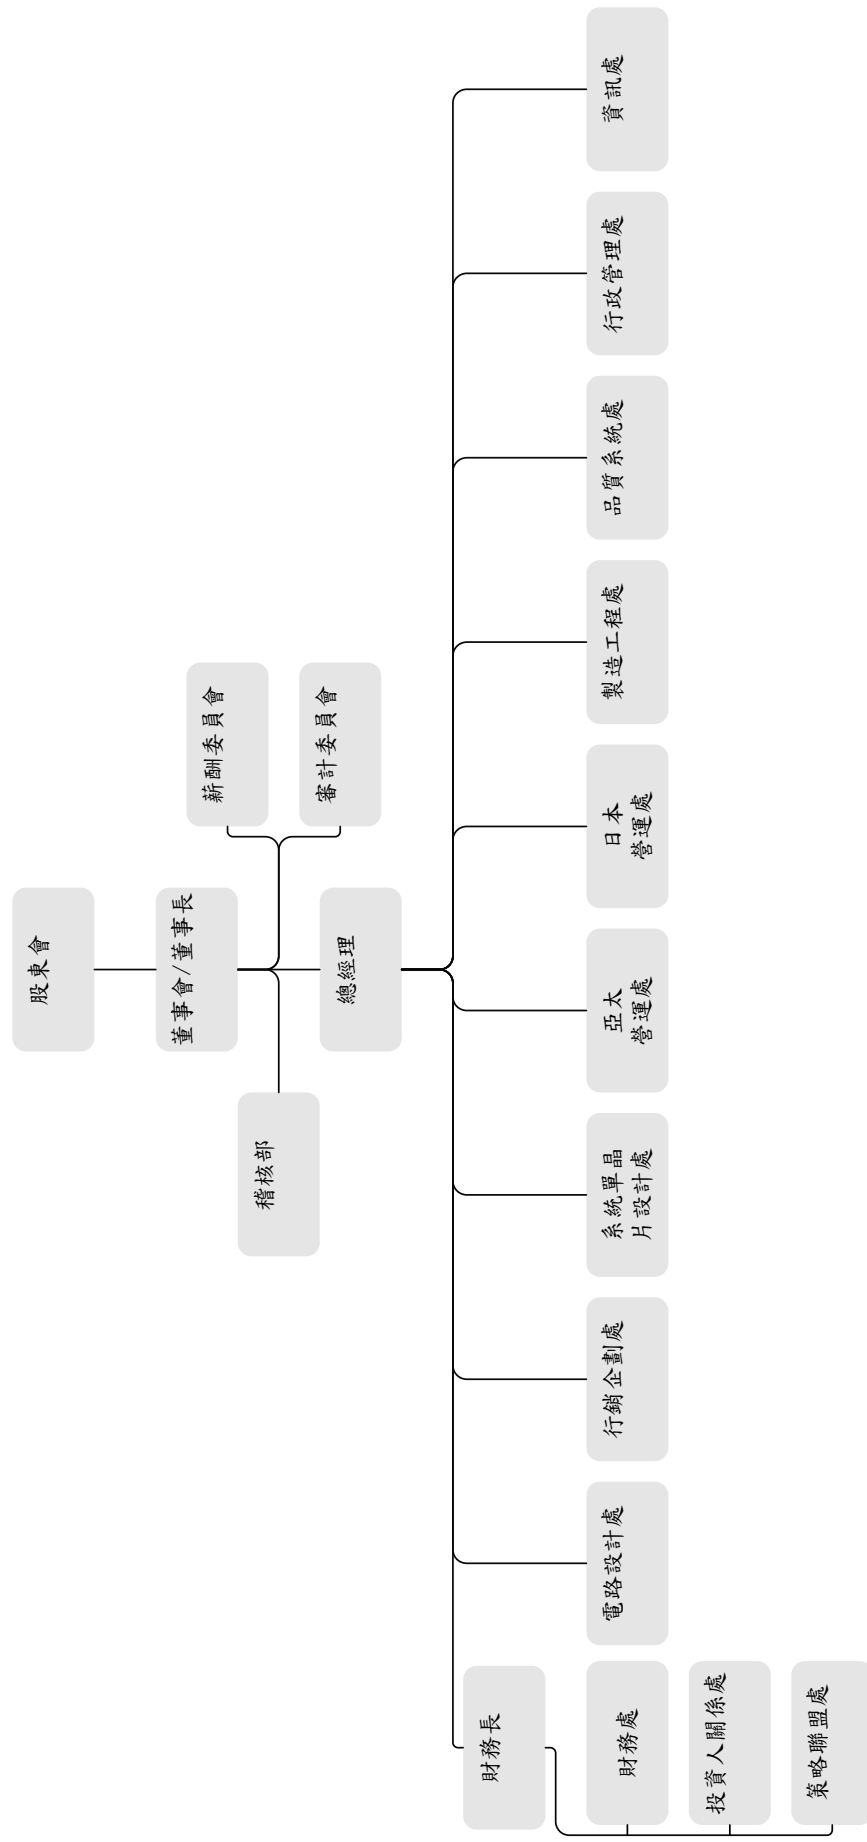 股東會
董事會/董事長
薪酬委員會
審計委員會
稽核部
總經理
財務長
財務處
投資人關係處
策略聯盟處
電路設計處
行銷企劃處
系統單晶
片設計處
亞太
營運處
日本
營運處
製造工程處
品質系統處
行政管理處
資訊處